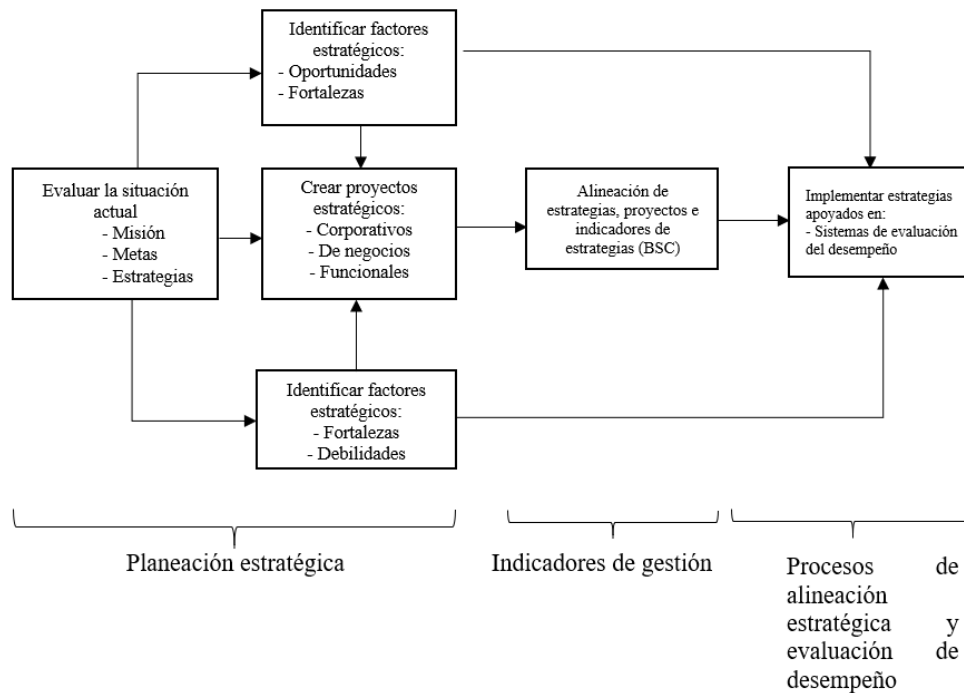 Identificar factores
estratégicos:
- Oportunidades
- Fortalezas
Evaluar la situación
actual
- Misión
- Metas
- Estrategias
Crear proyectos
estratégicos:
- Corporativos
- De negocios
- Funcionales
Alineación de
estrategias, proyectos e
indicadores de
estrategias (BSC)
Implementar estrategias
apoyados en:
- Sistemas de evaluación
del desempeño
Identificar factores
estratégicos:
- Fortalezas
- Debilidades
Planeación estratégica
Indicadores de gestión
Procesos de
alineación
estratégica y
evaluación de
desempeño